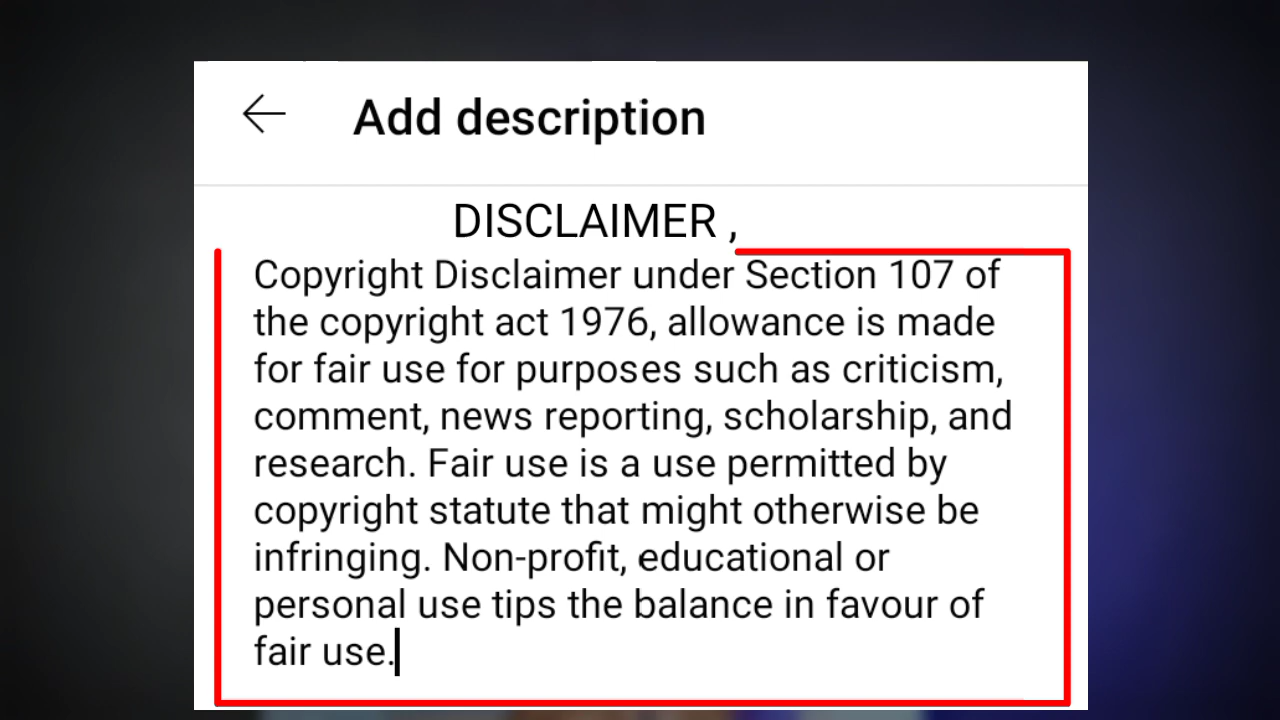 Add description
DISCLAIMER ,
Copyright Disclaimer under Section 107 of
the copyright act 1976, allowance is made
for fair use for purposes such as criticism,
comment, news reporting, scholarship, and
research. Fair use is a use permitted by
copyright statute that might otherwise be
infringing. Non-profit, educational or
personal use tips the balance in favour of
fair use.